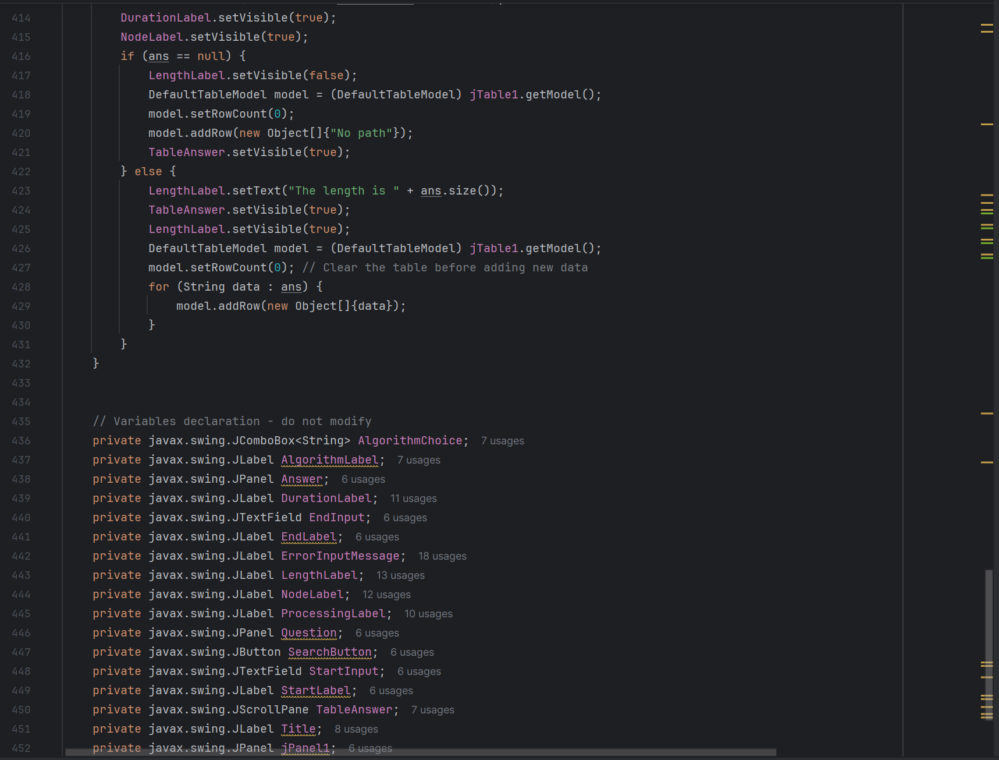 414 DurationLabel.setVisible(true);
415 NodeLabel.setVisible(true);
416 if (ans == null) {
417 LengthLabel.setVisible(false);
418 DefaultTableModel model = (DefaultTableModel) jTable1.getModel();
419 model.setRowCount(0);
420 model.addRow(new Object[]{"No path"});
421 TableAnswer.setVisible(true);
422 } else {
423 LengthLabel.setText("The length is " + ans.size());
424 TableAnswer.setVisible(true);
425 LengthLabel.setVisible(true);
426 DefaultTableModel model = (DefaultTableModel) jTable1.getModel();
427 model.setRowCount(0); // Clear the table before adding new data
428 for (String data : ans) {
429 model.addRow(new Object[]{data});
430 }
431 }
432 }
433
434
435 // Variables declaration - do not modify
436 private javax.swing.JComboBox<String> AlgorithmChoice; 7 usages
437 private javax.swing.JLabel AlgorithmLabel; 7 usages
438 private javax.swing.JPanel Answer; 6 usages
439 private javax.swing.JLabel DurationLabel; 11 usages
440 private javax.swing.JTextField EndInput; 6 usages
441 private javax.swing.JLabel EndLabel; 6 usages
442 private javax.swing.JLabel ErrorInputMessage; 18 usages
443 private javax.swing.JLabel LengthLabel; 13 usages
444 private javax.swing.JLabel NodeLabel; 12 usages
445 private javax.swing.JLabel ProcessingLabel; 10 usages
446 private javax.swing.JPanel Question; 6 usages
447 private javax.swing.JButton SearchButton; 6 usages
448 private javax.swing.JTextField StartInput; 6 usages
449 private javax.swing.JLabel StartLabel; 6 usages
450 private javax.swing.JScrollPane TableAnswer; 7 usages
451 private javax.swing.JLabel Title; 8 usages
452 private javax.swing.JPanel jPanel1; 6 usages